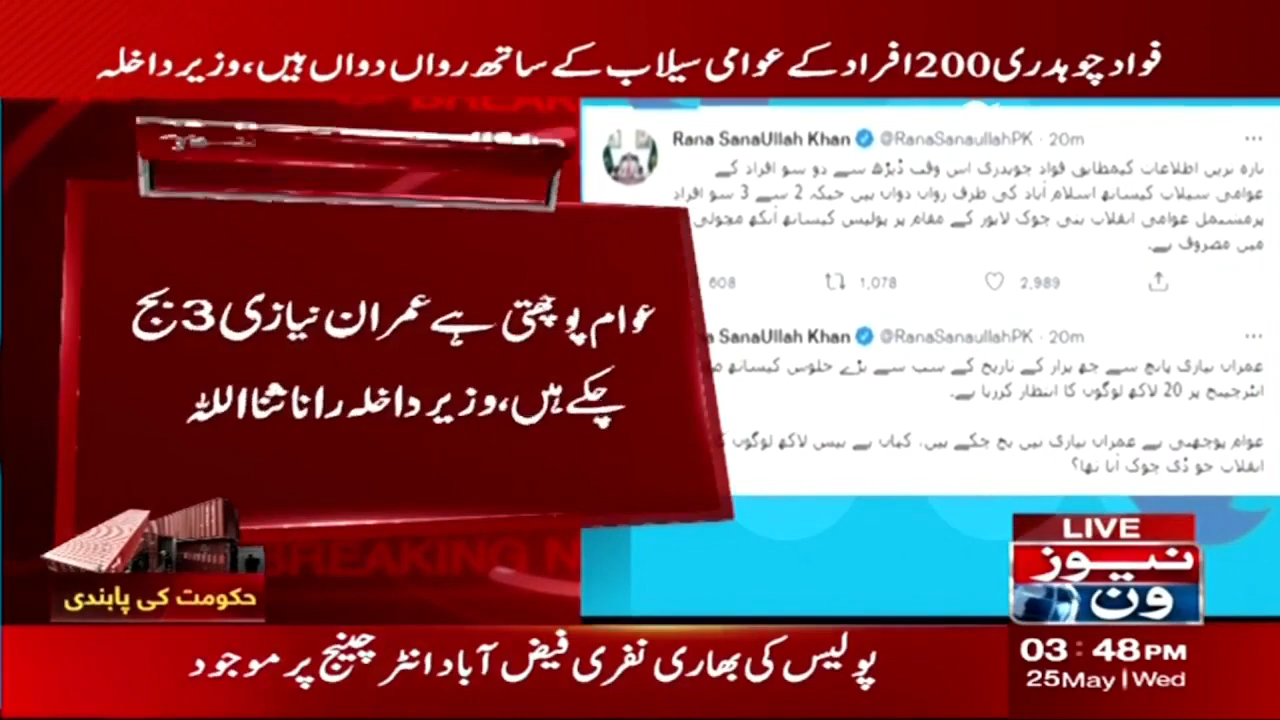 فواد چوہدری 200 افراد کے عوامی سیلاب کے ساتھ رواں دواں ہیں، وزیر داخلہ
Rana SanaUllah Khan @RanaSanaullahPK · 20m
تازہ ترین اطلاعات کیمطابق فواد چوہدری اس وقت ڈیڑھ سے دو سو افراد کے
عوامی سیلاب کیساتھ اسلام آباد کی طرف رواں دواں ہیں جبکہ 2 سے 3 سو افراد
پرمشتمل عوامی انقلاب بتی چوک لاہور کے مقام پر پولیس کیساتھ آنکھ مچولی
میں مصروف ہے۔
608 1,078 2,989
SanaUllah Khan @RanaSanaullahPK · 20m
عمران نیازی پانچ سے چھ ہزار کے تاریخ کے سب سے بڑے جلوس کیساتھ
انٹرچینج پر 20 لاکھ لوگوں کا انتظار کررہا ہے۔
عوام پوچھتی ہے عمران نیازی تین بج چکے ہیں، کہاں ہے بیس لاکھ لوگوں
انقلاب جو ڈی چوک آنا تھا؟
عوام پوچھتی ہے عمران نیازی 3 بج
چکے ہیں، وزیر داخلہ رانا ثنااللہ
BREAKING N
حکومت کی پابندی
LIVE
نیوز
ون
پولیس کی بھاری نفری فیض آباد انٹر چینج پر موجود
03:48PM
25May|Wed